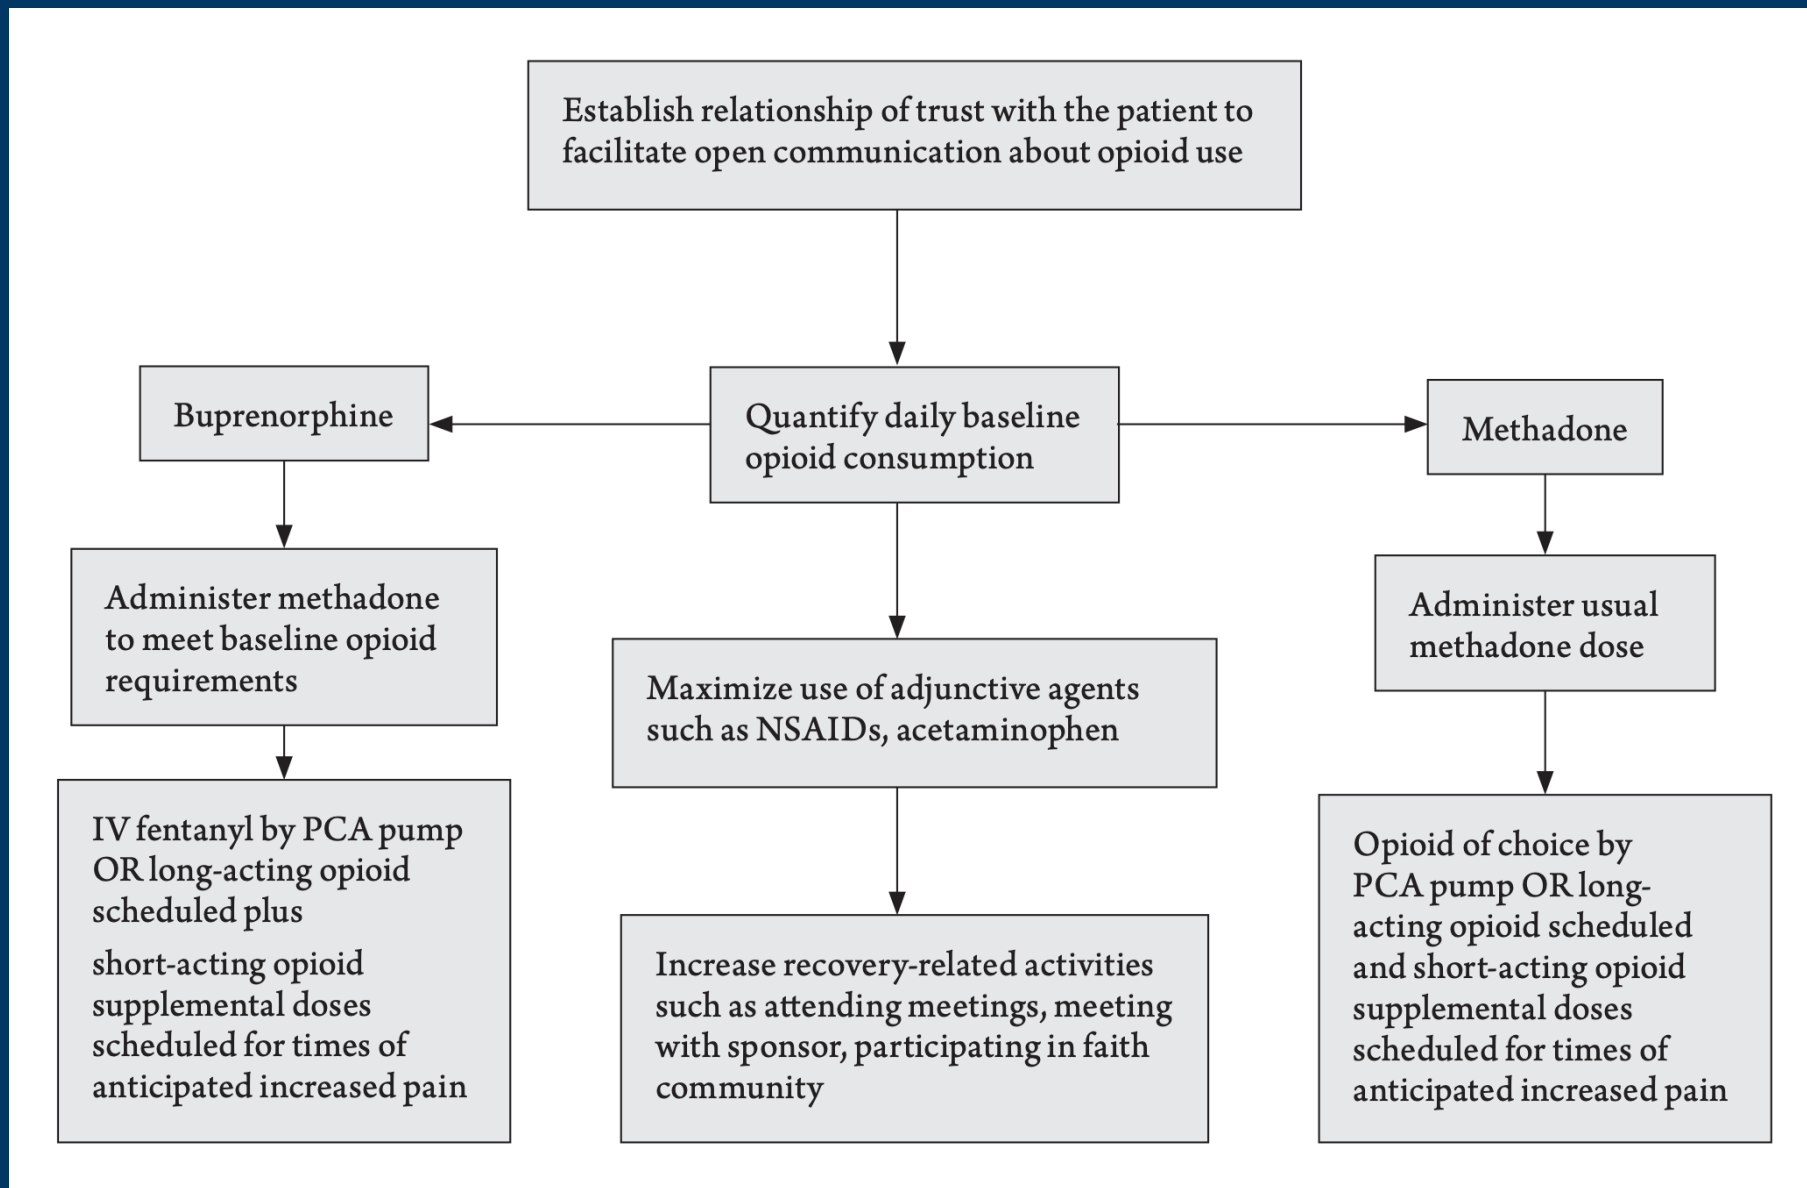 Establish relationship of trust with the patient to
facilitate open communication about opioid use
Buprenorphine
Quantify daily baseline
opioid consumption
Methadone
Administer methadone
to meet baseline opioid
requirements
Maximize use of adjunctive agents
such as NSAIDs, acetaminophen
Administer usual
methadone dose
IV fentanyl by PCA pump
OR long-acting opioid
scheduled plus
short-acting opioid
supplemental doses
scheduled for times of
anticipated increased pain
Increase recovery-related activities
such as attending meetings, meeting
with sponsor, participating in faith
community
Opioid of choice by
PCA pump OR long-
acting opioid scheduled
and short-acting opioid
supplemental doses
scheduled for times of
anticipated increased pain